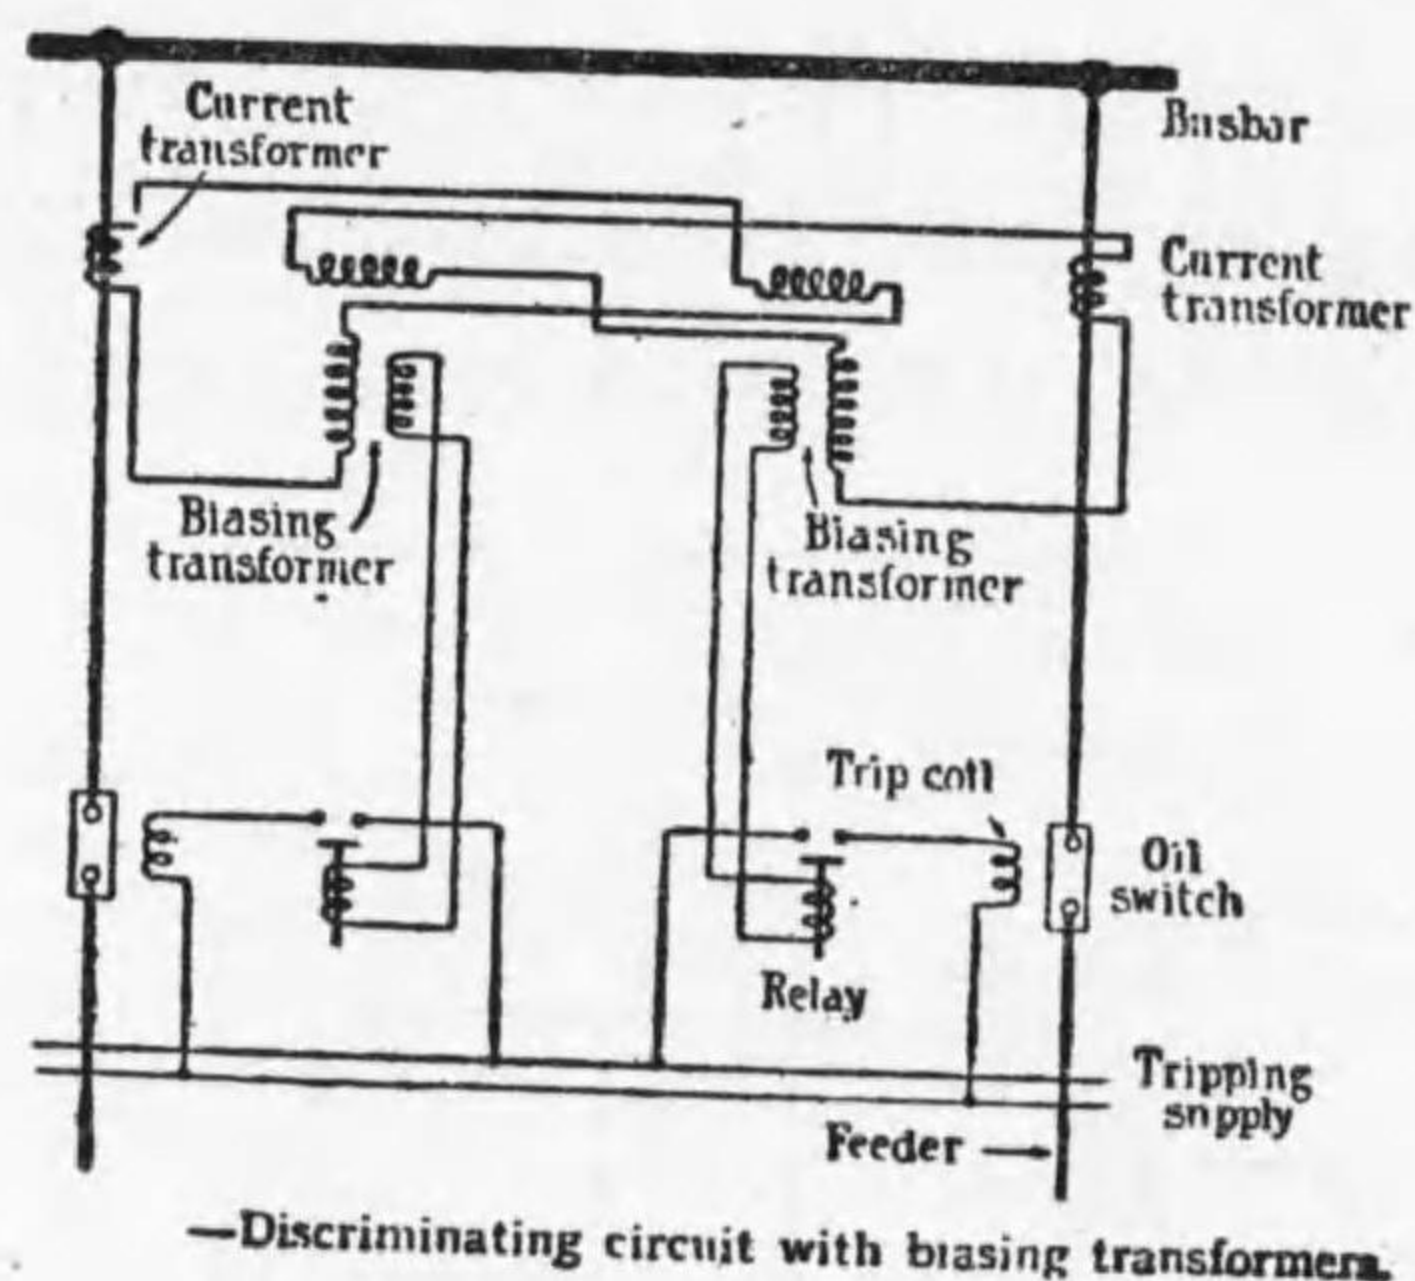 Current
transformer
Busbar
Current
transformer
Biasing
transformer
Biasing
transformer
Trip coil
Oil
switch
Relay
Tripping
supply
Feeder
—Discriminating circuit with biasing transformers.